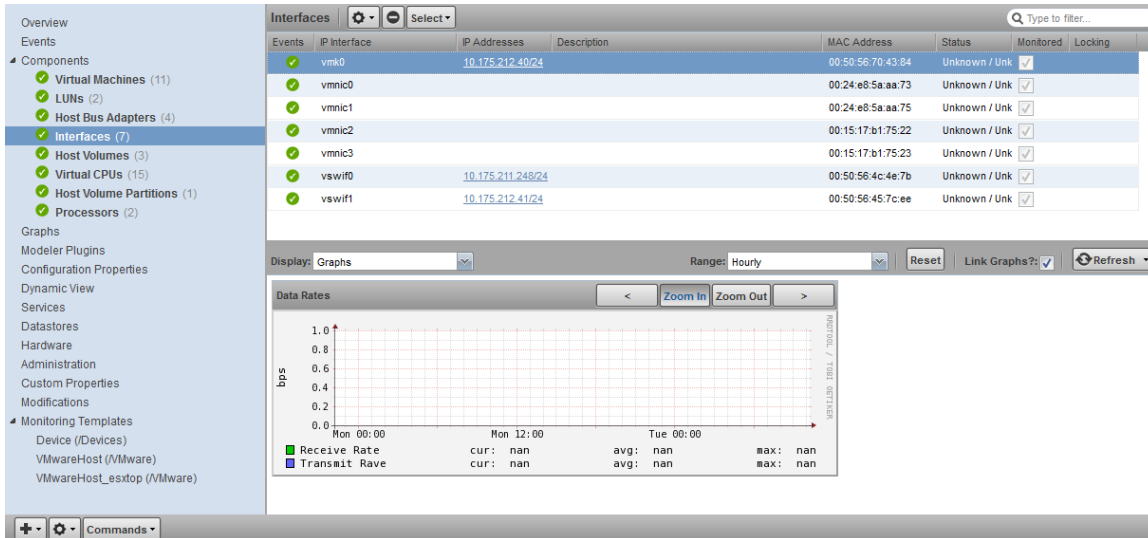 Overview
Events
Components
Virtual Machines (11)
LUNs (2)
Host Bus Adapters (4)
Interfaces (7)
Host Volumes (3)
Virtual CPUs (15)
Host Volume Partitions (1)
Processors (2)
Graphs
Modeler Plugins
Configuration Properties
Dynamic View
Services
Datastores
Hardware
Administration
Custom Properties
Modifications
Monitoring Templates
Device (/Devices)
VMwareHost (/VMware)
VMwareHost_esxtop (/VMware)
Interfaces Select Type to filter...
Events IP Interface IP Addresses Description MAC Address Status Monitored Locking
vmk0 10.175.212.40/24 00:50:56:70:43:84 Unknown / Unk
vmnic0 00:24:e8:5a:aa:73 Unknown / Unk
vmnic1 00:24:e8:5a:aa:75 Unknown / Unk
vmnic2 00:15:17:b1:75:22 Unknown / Unk
vmnic3 00:15:17:b1:75:23 Unknown / Unk
vswif0 10.175.211.248/24 00:50:56:4c:4e:7b Unknown / Unk
vswif1 10.175.212.41/24 00:50:56:45:7c:ee Unknown / Unk
Display: Graphs Range: Hourly Reset Link Graphs?: Refresh
Data Rates < Zoom In Zoom Out >
1.0
0.8
0.6
0.4
0.2
0.0
bps
Mon 00:00 Mon 12:00 Tue 00:00
Receive Rate cur: nan avg: nan max: nan
Transmit Rave cur: nan avg: nan max: nan
RRDTOOL / TOBI OETIKER
Commands